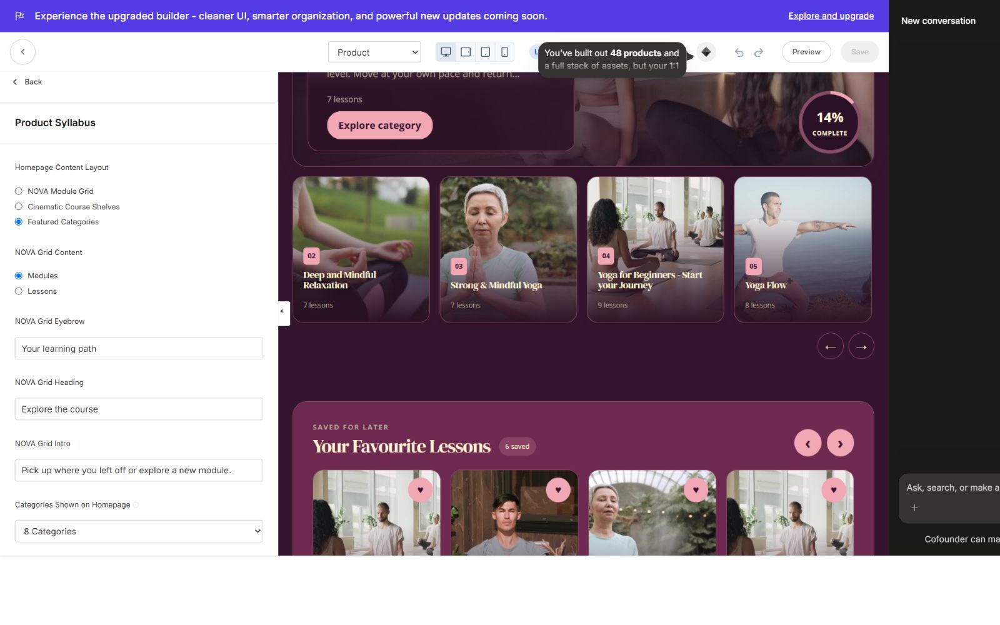 Experience the upgraded builder - cleaner UI, smarter organization, and powerful new updates coming soon.
Explore and upgrade
New conversation
Product
You've built out 48 products and
a full stack of assets, but your 1:1
Preview
Save
Back
Product Syllabus
Homepage Content Layout
NOVA Module Grid
Cinematic Course Shelves
Featured Categories
NOVA Grid Content
Modules
Lessons
NOVA Grid Eyebrow
Your learning path
NOVA Grid Heading
Explore the course
NOVA Grid Intro
Pick up where you left off or explore a new module.
Categories Shown on Homepage
8 Categories
level. Move at your own pace and return...
7 lessons
Explore category
14%
COMPLETE
02
Deep and Mindful
Relaxation
7 lessons
03
Strong & Mindful Yoga
7 lessons
04
Yoga for Beginners - Start
your Journey
9 lessons
05
Yoga Flow
8 lessons
SAVED FOR LATER
Your Favourite Lessons
6 saved
Ask, search, or make a
Cofounder can ma